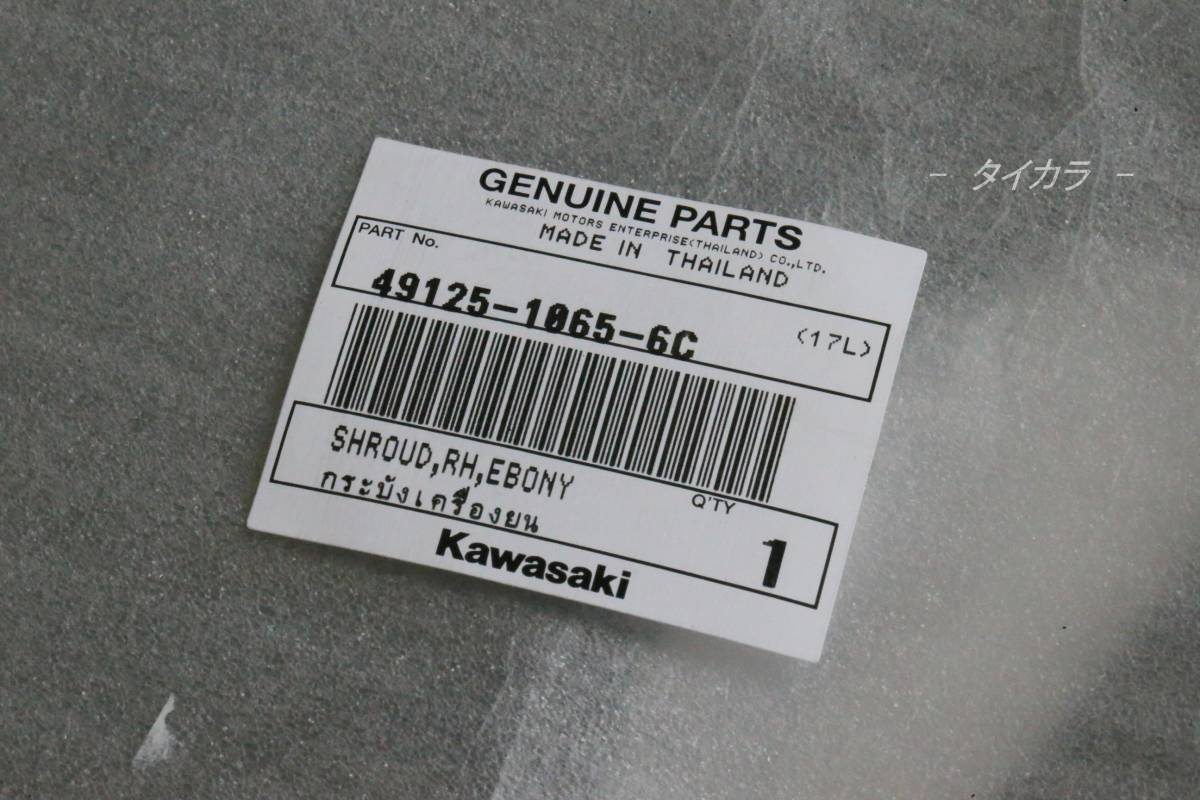 – タイカラ –
GENUINE PARTS
KAWASAKI MOTORS ENTERPRISE(THAILAND) CO.,LTD.
MADE IN THAILAND
PART No.
49125-1065-6C
(17L)
SHROUD,RH,EBONY
กระบังเครื่องยน
Q'TY
1
Kawasaki